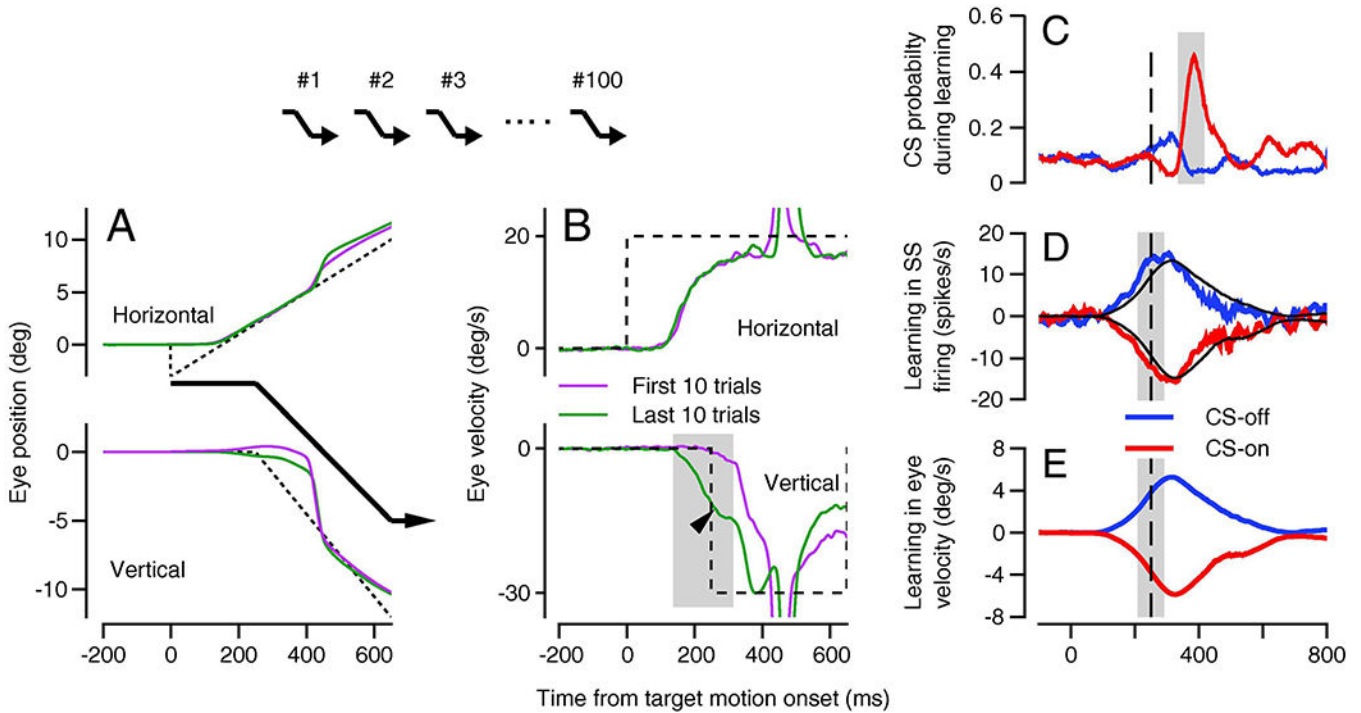 #1 #2 #3 #100
A
Eye position (deg)
10
5
0
Horizontal
0
-5
-10
Vertical
-200 0 200 400 600
B
Eye velocity (deg/s)
20
0
Horizontal
First 10 trials
Last 10 trials
0
-30
Vertical
-200 0 200 400 600
Time from target motion onset (ms)
C
CS probabilty
during learning
0.6
0.4
0.2
0
D
Learning in SS
firing (spikes/s)
20
10
0
-10
-20
CS-off
CS-on
E
Learning in eye
velocity (deg/s)
8
4
0
-4
-8
0 400 800